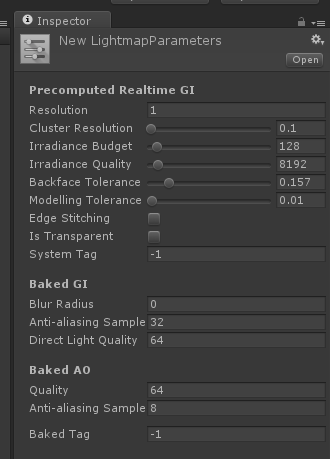 Inspector
New LightmapParameters
Open
Precomputed Realtime GI
Resolution 1
Cluster Resolution 0.1
Irradiance Budget 128
Irradiance Quality 8192
Backface Tolerance 0.157
Modelling Tolerance 0.01
Edge Stitching
Is Transparent
System Tag -1
Baked GI
Blur Radius 0
Anti-aliasing Sample 32
Direct Light Quality 64
Baked AO
Quality 64
Anti-aliasing Sample 8
Baked Tag -1